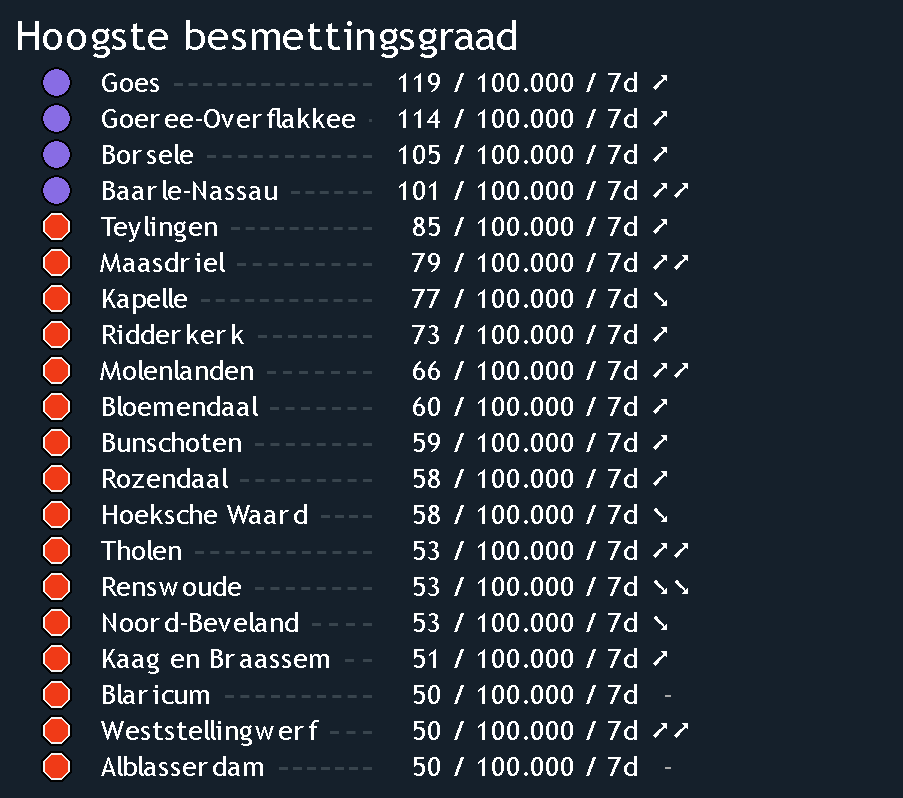 Hoogste besmettingsgraad
Goes -------------- 119 / 100.000 / 7d ➚
Goeree-Overflakkee - 114 / 100.000 / 7d ➚
Borsele ------------ 105 / 100.000 / 7d ➚
Baarle-Nassau ------ 101 / 100.000 / 7d ➚➚
Teylingen ---------- 85 / 100.000 / 7d ➚
Maasdriel ---------- 79 / 100.000 / 7d ➚➚
Kapelle ------------ 77 / 100.000 / 7d ➘
Ridderkerk -------- 73 / 100.000 / 7d ➚
Molenlanden ------- 66 / 100.000 / 7d ➚➚
Bloemendaal ------- 60 / 100.000 / 7d ➚
Bunschoten -------- 59 / 100.000 / 7d ➚
Rozendaal --------- 58 / 100.000 / 7d ➚
Hoeksche Waard ---- 58 / 100.000 / 7d ➘
Tholen ------------ 53 / 100.000 / 7d ➚➚
Renswoude -------- 53 / 100.000 / 7d ➘➘
Noord-Beveland ---- 53 / 100.000 / 7d ➘
Kaag en Braassem -- 51 / 100.000 / 7d ➚
Blaricum ---------- 50 / 100.000 / 7d -
Weststellingwerf --- 50 / 100.000 / 7d ➚➚
Alblasserdam ------- 50 / 100.000 / 7d -